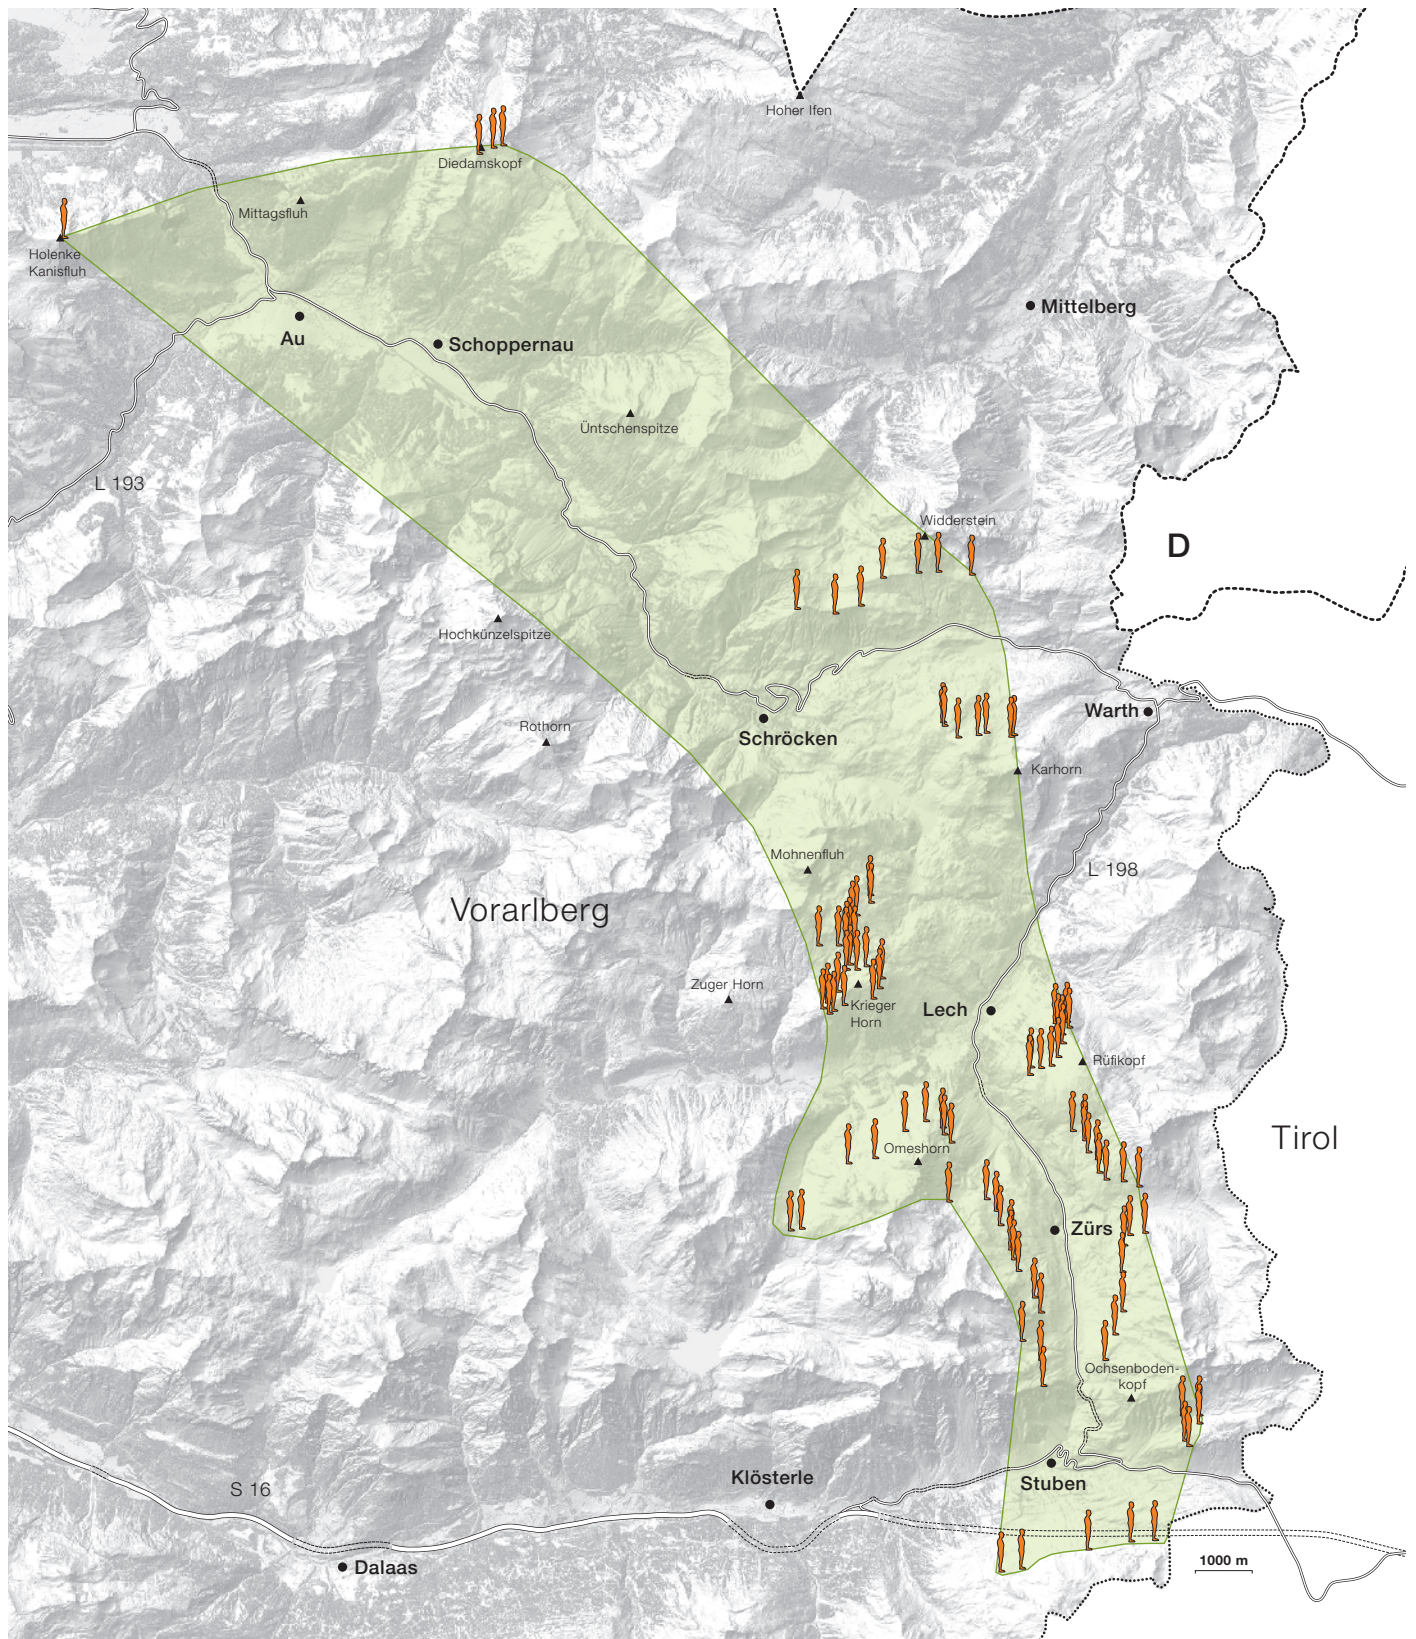 Hoher Ifen
Diedamskopf
Mittagsfluh
Holenke
Kanisfluh
Mittelberg
Au
Schoppernau
Üntschenspitze
L 193
Widderstein
D
Hochkünzelspitze
Warth
Rothorn
Schröcken
Karhorn
Mohnenfluh
L 198
Vorarlberg
Zuger Horn
Krieger
Horn
Lech
Rüfikopf
Tirol
Omeshorn
Zürs
Ochsenboden-
kopf
Klösterle
Stuben
S 16
1000 m
Dalaas